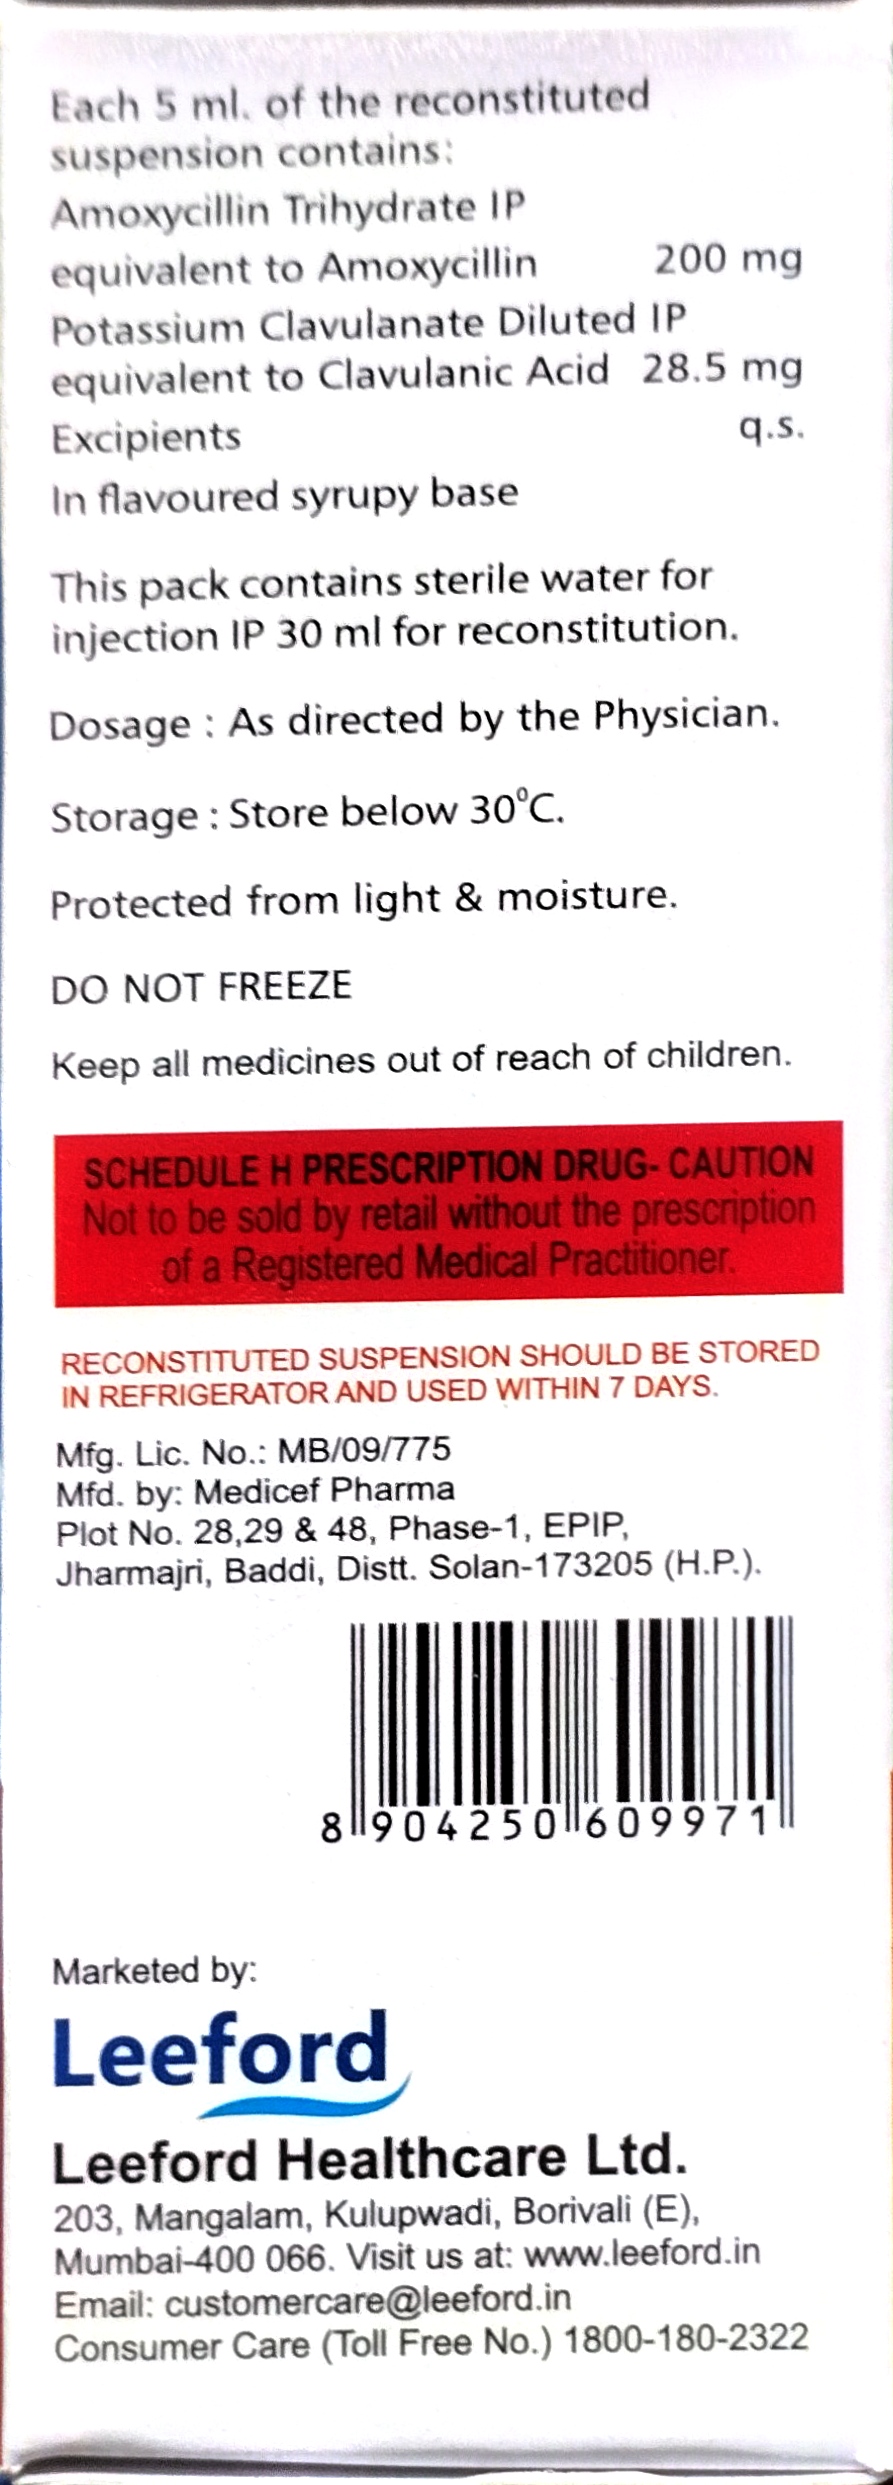 Each 5 ml. of the reconstituted
suspension contains:
Amoxycillin Trihydrate IP
equivalent to Amoxycillin 200 mg
Potassium Clavulanate Diluted IP
equivalent to Clavulanic Acid 28.5 mg
Excipients q.s.
In flavoured syrupy base
This pack contains sterile water for
injection IP 30 ml for reconstitution.
Dosage : As directed by the Physician.
Storage : Store below 30°C.
Protected from light & moisture.
DO NOT FREEZE
Keep all medicines out of reach of children.
SCHEDULE H PRESCRIPTION DRUG- CAUTION
Not to be sold by retail without the prescription
of a Registered Medical Practitioner.
RECONSTITUTED SUSPENSION SHOULD BE STORED
IN REFRIGERATOR AND USED WITHIN 7 DAYS.
Mfg. Lic. No.: MB/09/775
Mfd. by: Medicef Pharma
Plot No. 28,29 & 48, Phase-1, EPIP,
Jharmajri, Baddi, Distt. Solan-173205 (H.P.).
8 904250 609971
Marketed by:
Leeford
Leeford Healthcare Ltd.
203, Mangalam, Kulupwadi, Borivali (E),
Mumbai-400 066. Visit us at: www.leeford.in
Email: customercare@leeford.in
Consumer Care (Toll Free No.) 1800-180-2322